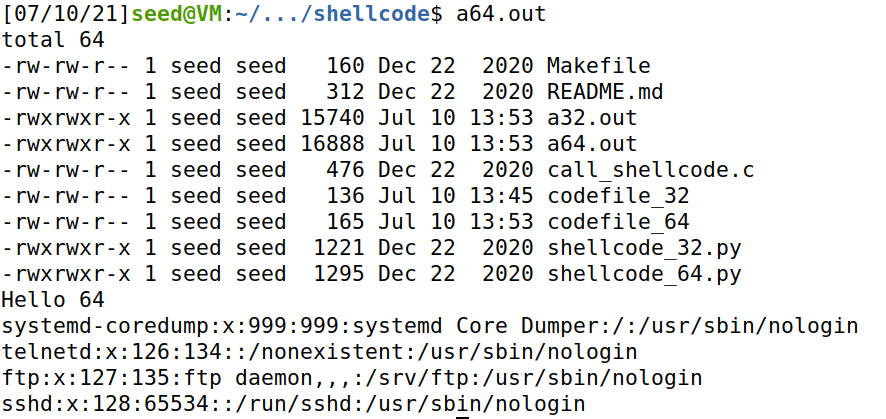 [07/10/21]seed@VM:~/.../shellcode$ a64.out
total 64
-rw-rw-r-- 1 seed seed   160 Dec 22  2020 Makefile
-rw-rw-r-- 1 seed seed   312 Dec 22  2020 README.md
-rwxrwxr-x 1 seed seed 15740 Jul 10 13:53 a32.out
-rwxrwxr-x 1 seed seed 16888 Jul 10 13:53 a64.out
-rw-rw-r-- 1 seed seed   476 Dec 22  2020 call_shellcode.c
-rw-rw-r-- 1 seed seed   136 Jul 10 13:45 codefile_32
-rw-rw-r-- 1 seed seed   165 Jul 10 13:53 codefile_64
-rwxrwxr-x 1 seed seed  1221 Dec 22  2020 shellcode_32.py
-rwxrwxr-x 1 seed seed  1295 Dec 22  2020 shellcode_64.py
Hello 64
systemd-coredump:x:999:999:systemd Core Dumper:/:/usr/sbin/nologin
telnetd:x:126:134::/nonexistent:/usr/sbin/nologin
ftp:x:127:135:ftp daemon,,,:/srv/ftp:/usr/sbin/nologin
sshd:x:128:65534::/run/sshd:/usr/sbin/nologin